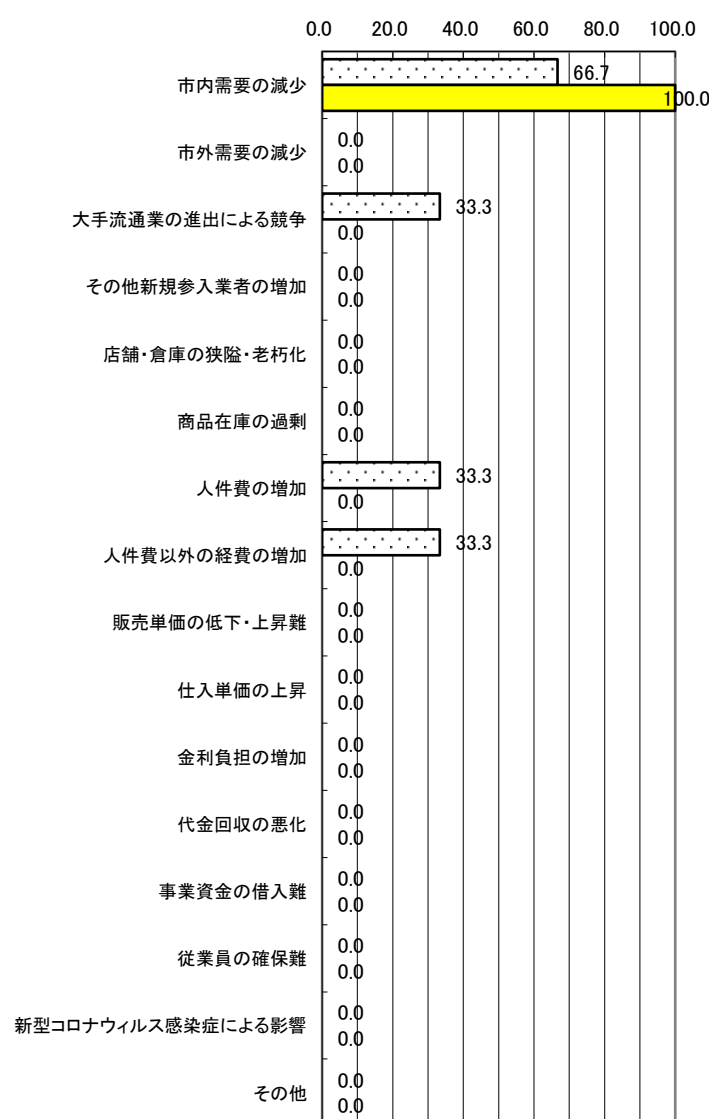 0.0 20.0 40.0 60.0 80.0 100.0
市内需要の減少 66.7
100.0
市外需要の減少 0.0
0.0
大手流通業の進出による競争 33.3
0.0
その他新規参入業者の増加 0.0
0.0
店舗・倉庫の狭隘・老朽化 0.0
0.0
商品在庫の過剰 0.0
0.0
人件費の増加 33.3
0.0
人件費以外の経費の増加 33.3
0.0
販売単価の低下・上昇難 0.0
0.0
仕入単価の上昇 0.0
0.0
金利負担の増加 0.0
0.0
代金回収の悪化 0.0
0.0
事業資金の借入難 0.0
0.0
従業員の確保難 0.0
0.0
新型コロナウィルス感染症による影響 0.0
0.0
その他 0.0
0.0